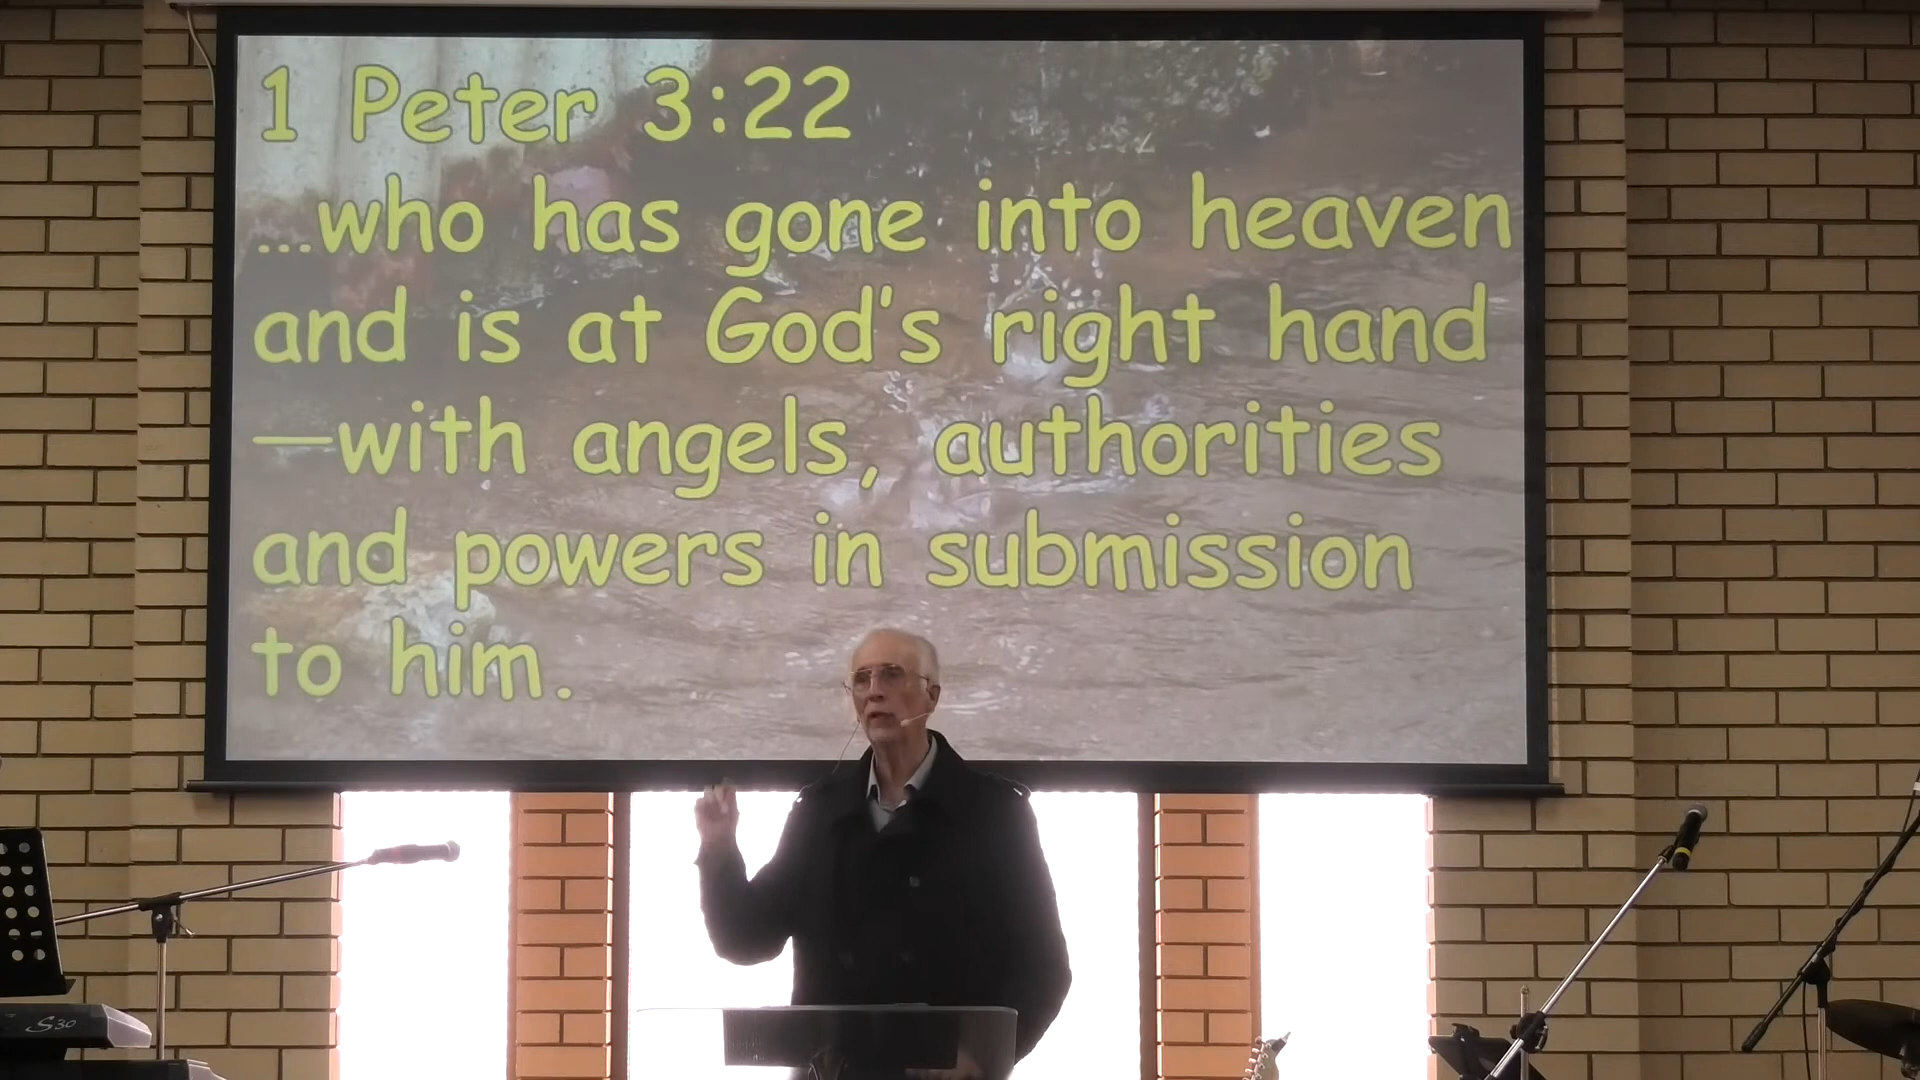 1 Peter 3:22
...who has gone into heaven
and is at God's right hand
—with angels, authorities
and powers in submission
to him.
S30